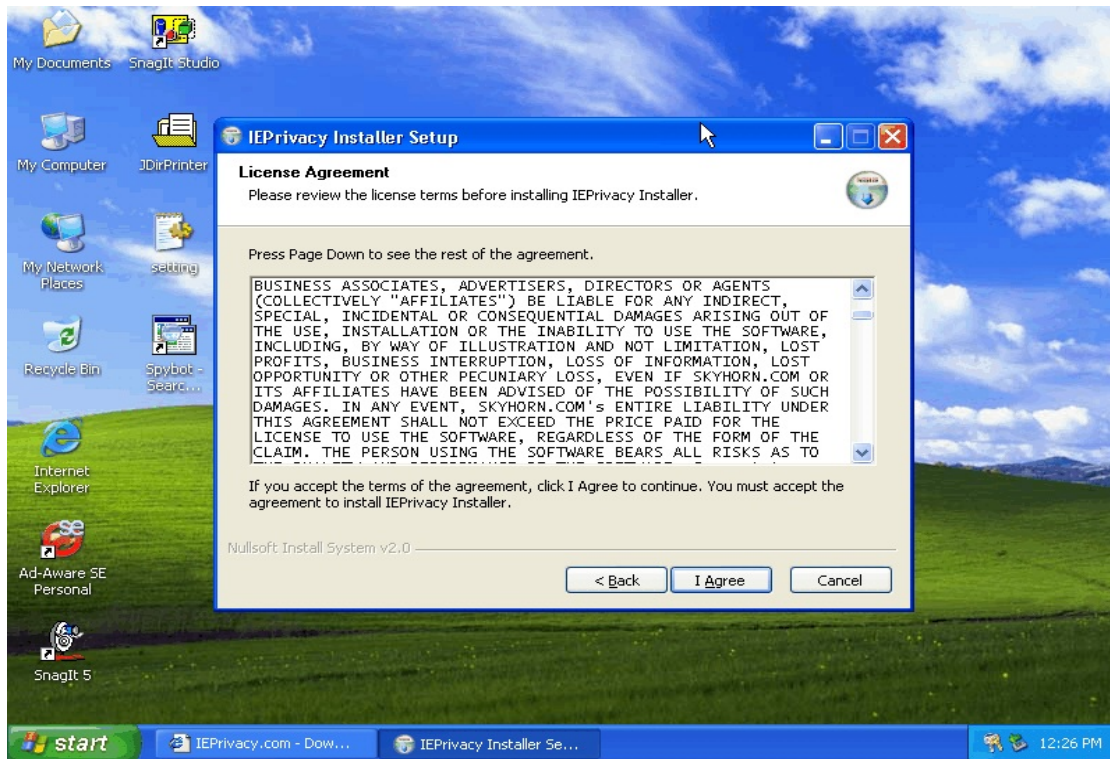 My Documents
SnagIt Studio
My Computer
JDirPrinter
My Network
Places
setting
Recycle Bin
Spybot -
Searc...
Internet
Explorer
Ad-Aware SE
Personal
SnagIt 5
IEPrivacy Installer Setup
License Agreement
Please review the license terms before installing IEPrivacy Installer.
Press Page Down to see the rest of the agreement.
BUSINESS ASSOCIATES, ADVERTISERS, DIRECTORS OR AGENTS
(COLLECTIVELY "AFFILIATES") BE LIABLE FOR ANY INDIRECT,
SPECIAL, INCIDENTAL OR CONSEQUENTIAL DAMAGES ARISING OUT OF
THE USE, INSTALLATION OR THE INABILITY TO USE THE SOFTWARE,
INCLUDING, BY WAY OF ILLUSTRATION AND NOT LIMITATION, LOST
PROFITS, BUSINESS INTERRUPTION, LOSS OF INFORMATION, LOST
OPPORTUNITY OR OTHER PECUNIARY LOSS, EVEN IF SKYHORN.COM OR
ITS AFFILIATES HAVE BEEN ADVISED OF THE POSSIBILITY OF SUCH
DAMAGES. IN ANY EVENT, SKYHORN.COM's ENTIRE LIABILITY UNDER
THIS AGREEMENT SHALL NOT EXCEED THE PRICE PAID FOR THE
LICENSE TO USE THE SOFTWARE, REGARDLESS OF THE FORM OF THE
CLAIM. THE PERSON USING THE SOFTWARE BEARS ALL RISKS AS TO
If you accept the terms of the agreement, click I Agree to continue. You must accept the
agreement to install IEPrivacy Installer.
Nullsoft Install System v2.0
< Back
I Agree
Cancel
start
IEPrivacy.com - Dow...
IEPrivacy Installer Se...
12:26 PM